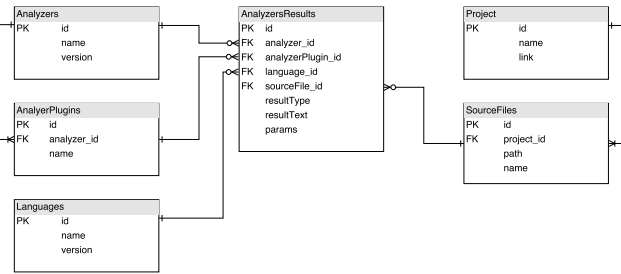 Analyzers
PK id
name
version
AnalyerPlugins
PK id
FK analyzer_id
name
Languages
PK id
name
version
AnalyzersResults
PK id
FK analyzer_id
FK analyzerPlugin_id
FK language_id
FK sourceFile_id
resultType
resultText
params
Project
PK id
name
link
SourceFiles
PK id
FK project_id
path
name